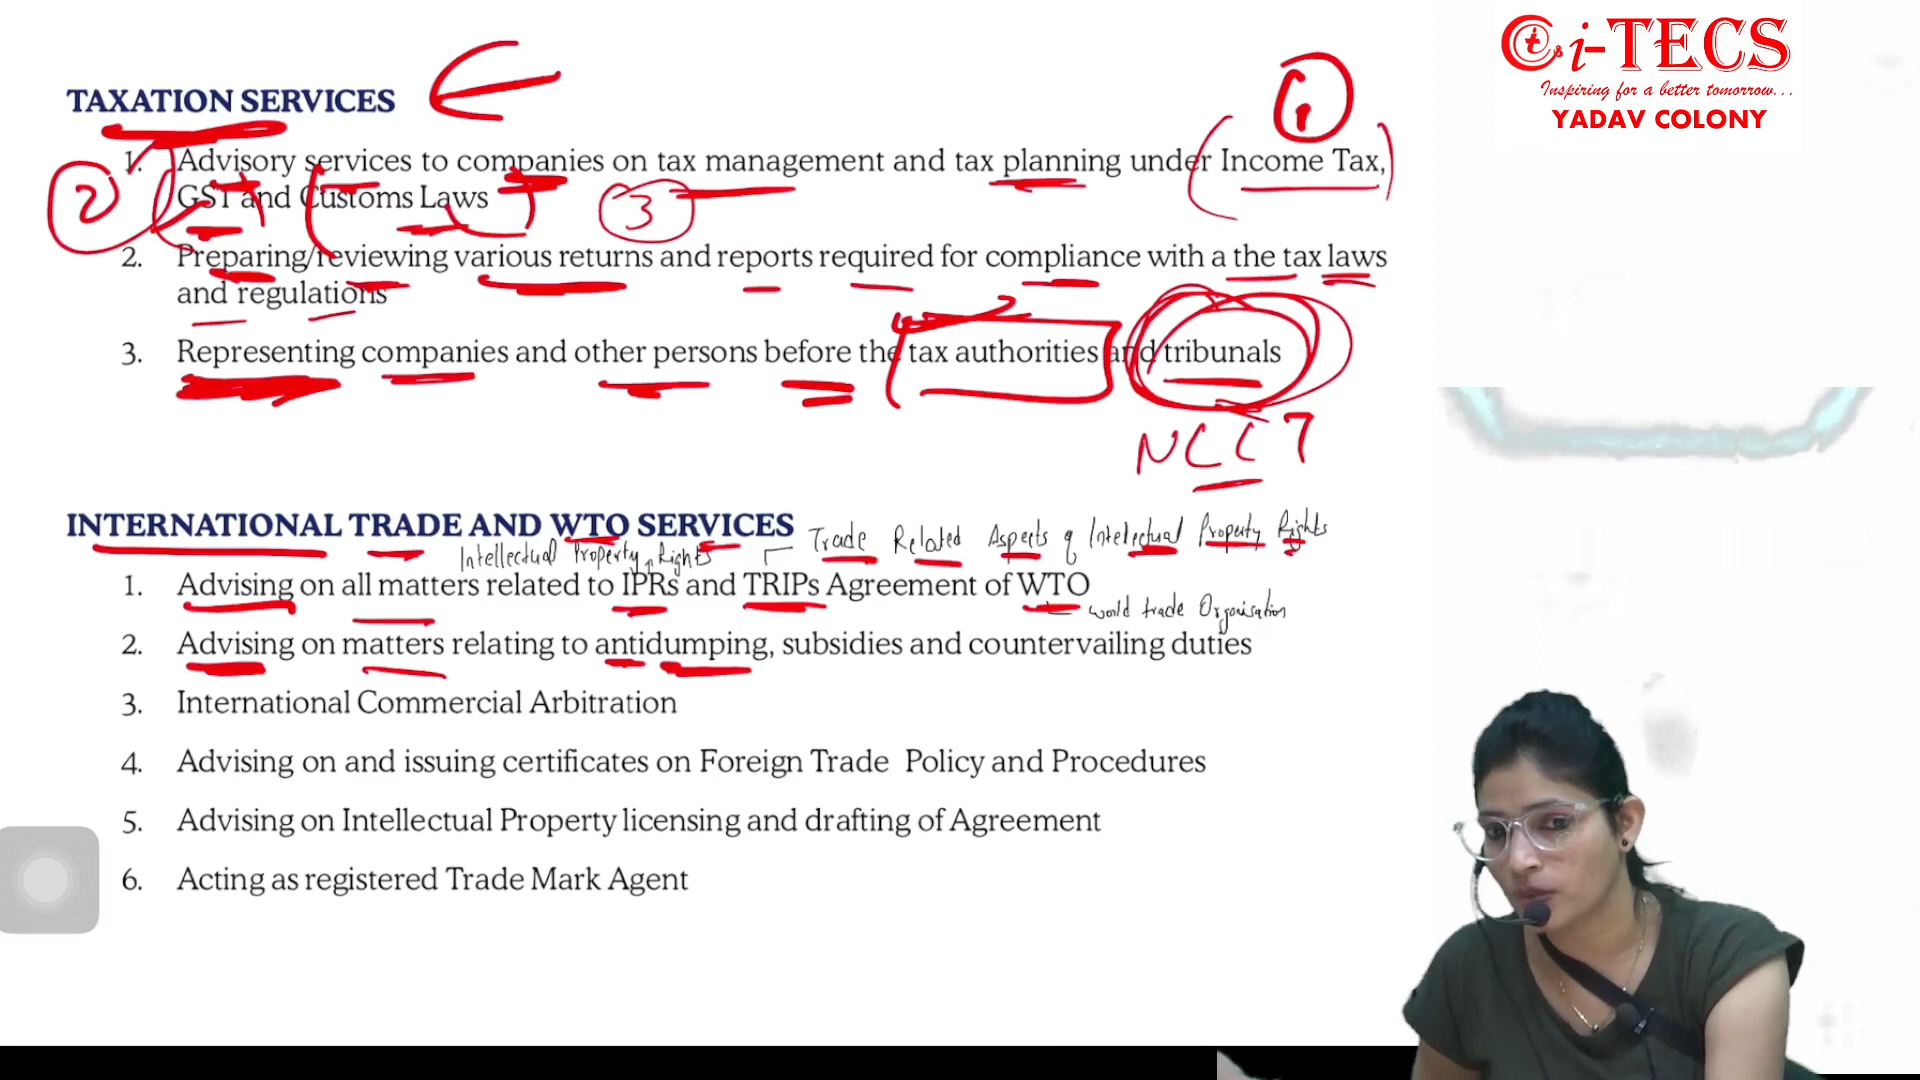 i-TECS
Inspiring for a better tomorrow...
YADAV COLONY
TAXATION SERVICES
1
1. Advisory services to companies on tax management and tax planning under Income Tax,
GST and Customs Laws
2
3
2. Preparing/reviewing various returns and reports required for compliance with a the tax laws
and regulations
3. Representing companies and other persons before the tax authorities and tribunals
NCLT
INTERNATIONAL TRADE AND WTO SERVICES
Trade Related Aspects of Intelectual Property Rights
Intellectual Property Rights
1. Advising on all matters related to IPRs and TRIPs Agreement of WTO
world trade Organisation
2. Advising on matters relating to antidumping, subsidies and countervailing duties
3. International Commercial Arbitration
4. Advising on and issuing certificates on Foreign Trade Policy and Procedures
5. Advising on Intellectual Property licensing and drafting of Agreement
6. Acting as registered Trade Mark Agent